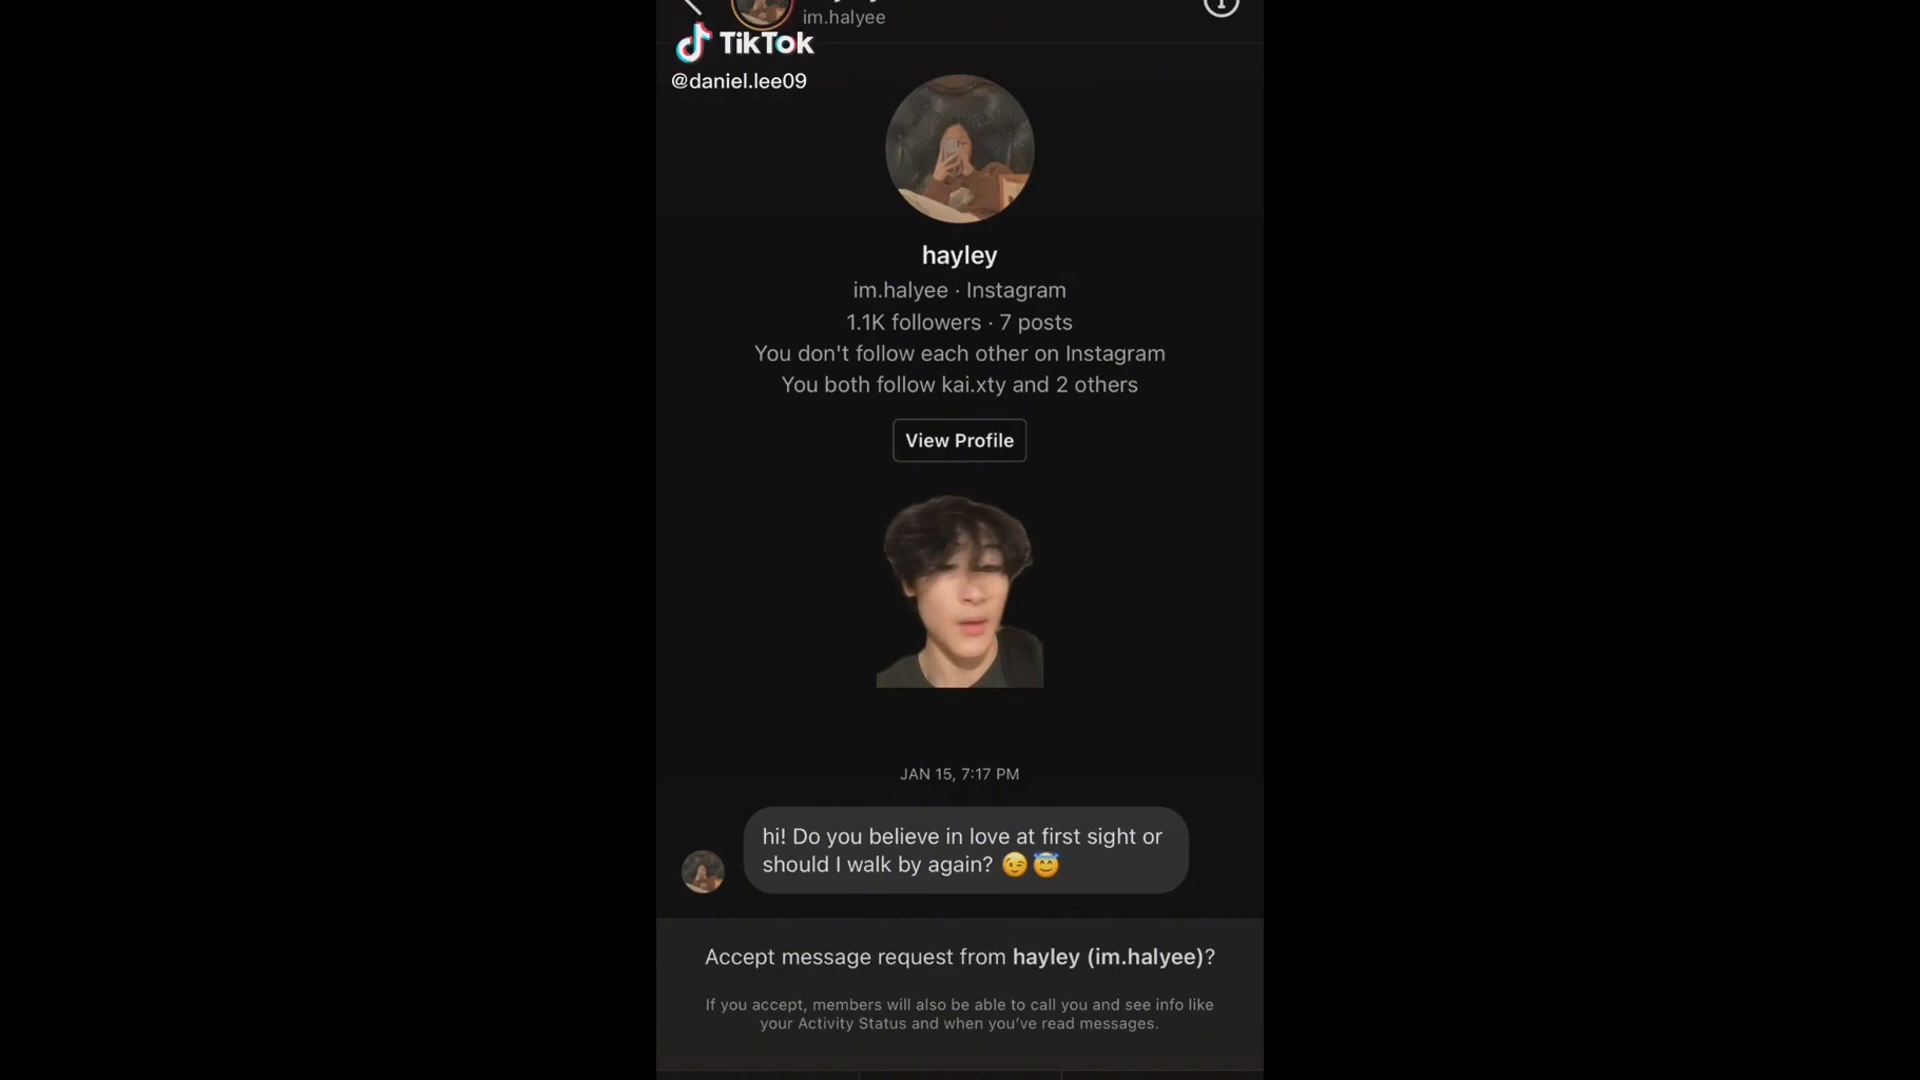 im.halyee
TikTok
@daniel.lee09
hayley
im.halyee · Instagram
1.1K followers · 7 posts
You don't follow each other on Instagram
You both follow kai.xty and 2 others
View Profile
JAN 15, 7:17 PM
hi! Do you believe in love at first sight or
should I walk by again? 😉😇
Accept message request from hayley (im.halyee)?
If you accept, members will also be able to call you and see info like
your Activity Status and when you've read messages.